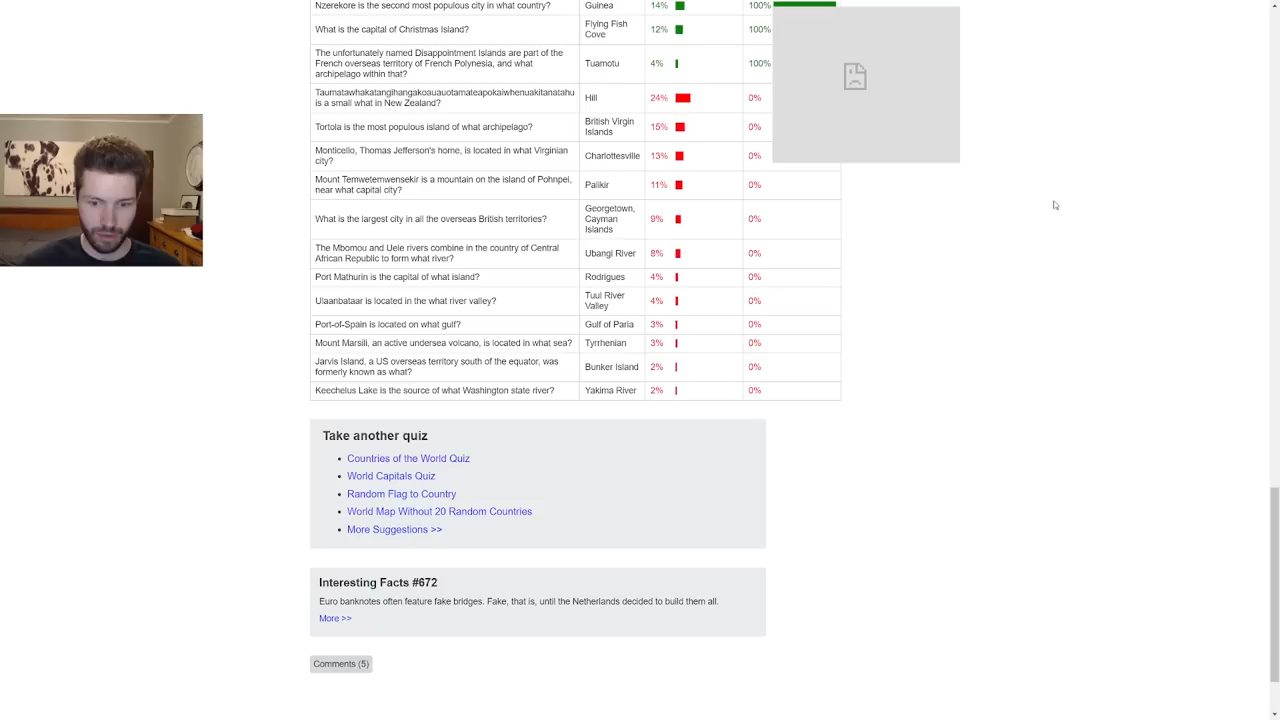 Nzerekore is the second most populous city in what country? Guinea 14% 100%
What is the capital of Christmas Island? Flying Fish Cove 12% 100%
The unfortunately named Disappointment Islands are part of the
French overseas territory of French Polynesia, and what
archipelago within that? Tuamotu 4% 100%
Taumatawhakatangihangakoauauotamateapokaiwhenuakitanatahu
is a small what in New Zealand? Hill 24% 0%
Tortola is the most populous island of what archipelago? British Virgin Islands 15% 0%
Monticello, Thomas Jefferson's home, is located in what Virginian
city? Charlottesville 13% 0%
Mount Temwetemwensekir is a mountain on the island of Pohnpei,
near what capital city? Palikir 11% 0%
What is the largest city in all the overseas British territories? Georgetown, Cayman Islands 9% 0%
The Mbomou and Uele rivers combine in the country of Central
African Republic to form what river? Ubangi River 8% 0%
Port Mathurin is the capital of what island? Rodrigues 4% 0%
Ulaanbataar is located in the what river valley? Tuul River Valley 4% 0%
Port-of-Spain is located on what gulf? Gulf of Paria 3% 0%
Mount Marsili, an active undersea volcano, is located in what sea? Tyrrhenian 3% 0%
Jarvis Island, a US overseas territory south of the equator, was
formerly known as what? Bunker Island 2% 0%
Keechelus Lake is the source of what Washington state river? Yakima River 2% 0%
Take another quiz
Countries of the World Quiz
World Capitals Quiz
Random Flag to Country
World Map Without 20 Random Countries
More Suggestions >>
Interesting Facts #672
Euro banknotes often feature fake bridges. Fake, that is, until the Netherlands decided to build them all.
More >>
Comments (5)